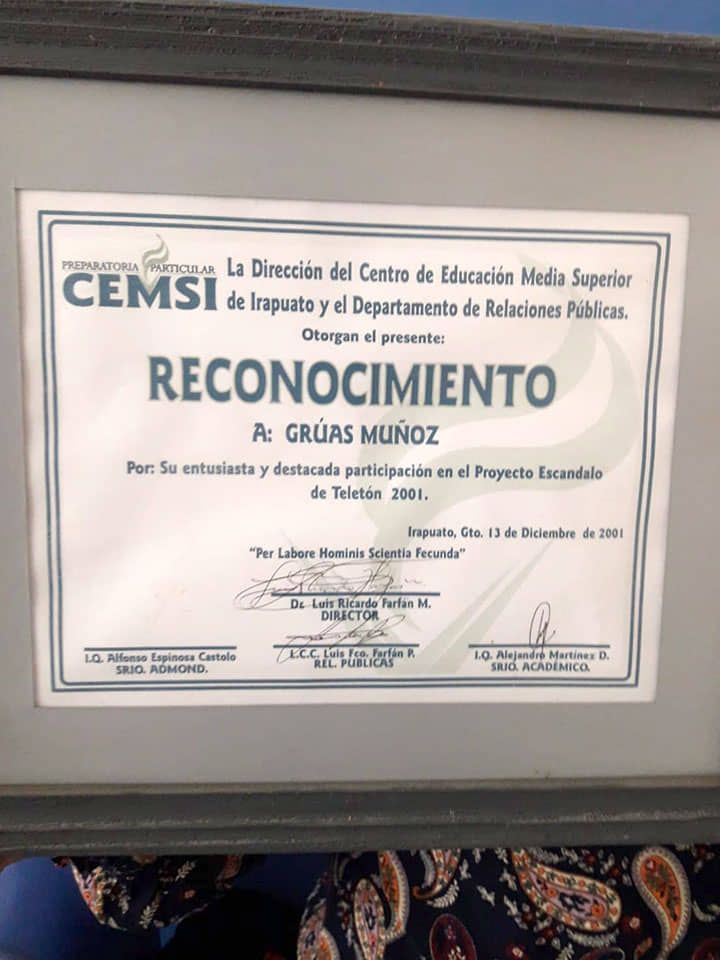 PREPARATORIA PARTICULAR
CEMSI
La Dirección del Centro de Educación Media Superior
de Irapuato y el Departamento de Relaciones Públicas.
Otorgan el presente:
RECONOCIMIENTO
A: GRÚAS MUÑOZ
Por: Su entusiasta y destacada participación en el Proyecto Escandalo
de Teletón 2001.
Irapuato, Gto. 13 de Diciembre de 2001
"Per Labore Hominis Scientia Fecunda"
Dr. Luis Ricardo Farfán M.
DIRECTOR
I.Q. Alfonso Espinosa Castolo
SRIO. ADMOND.
L.C.C. Luis Fco. Farfán P.
REL. PUBLICAS
I.Q. Alejandro Martínez D.
SRIO. ACADEMICO.